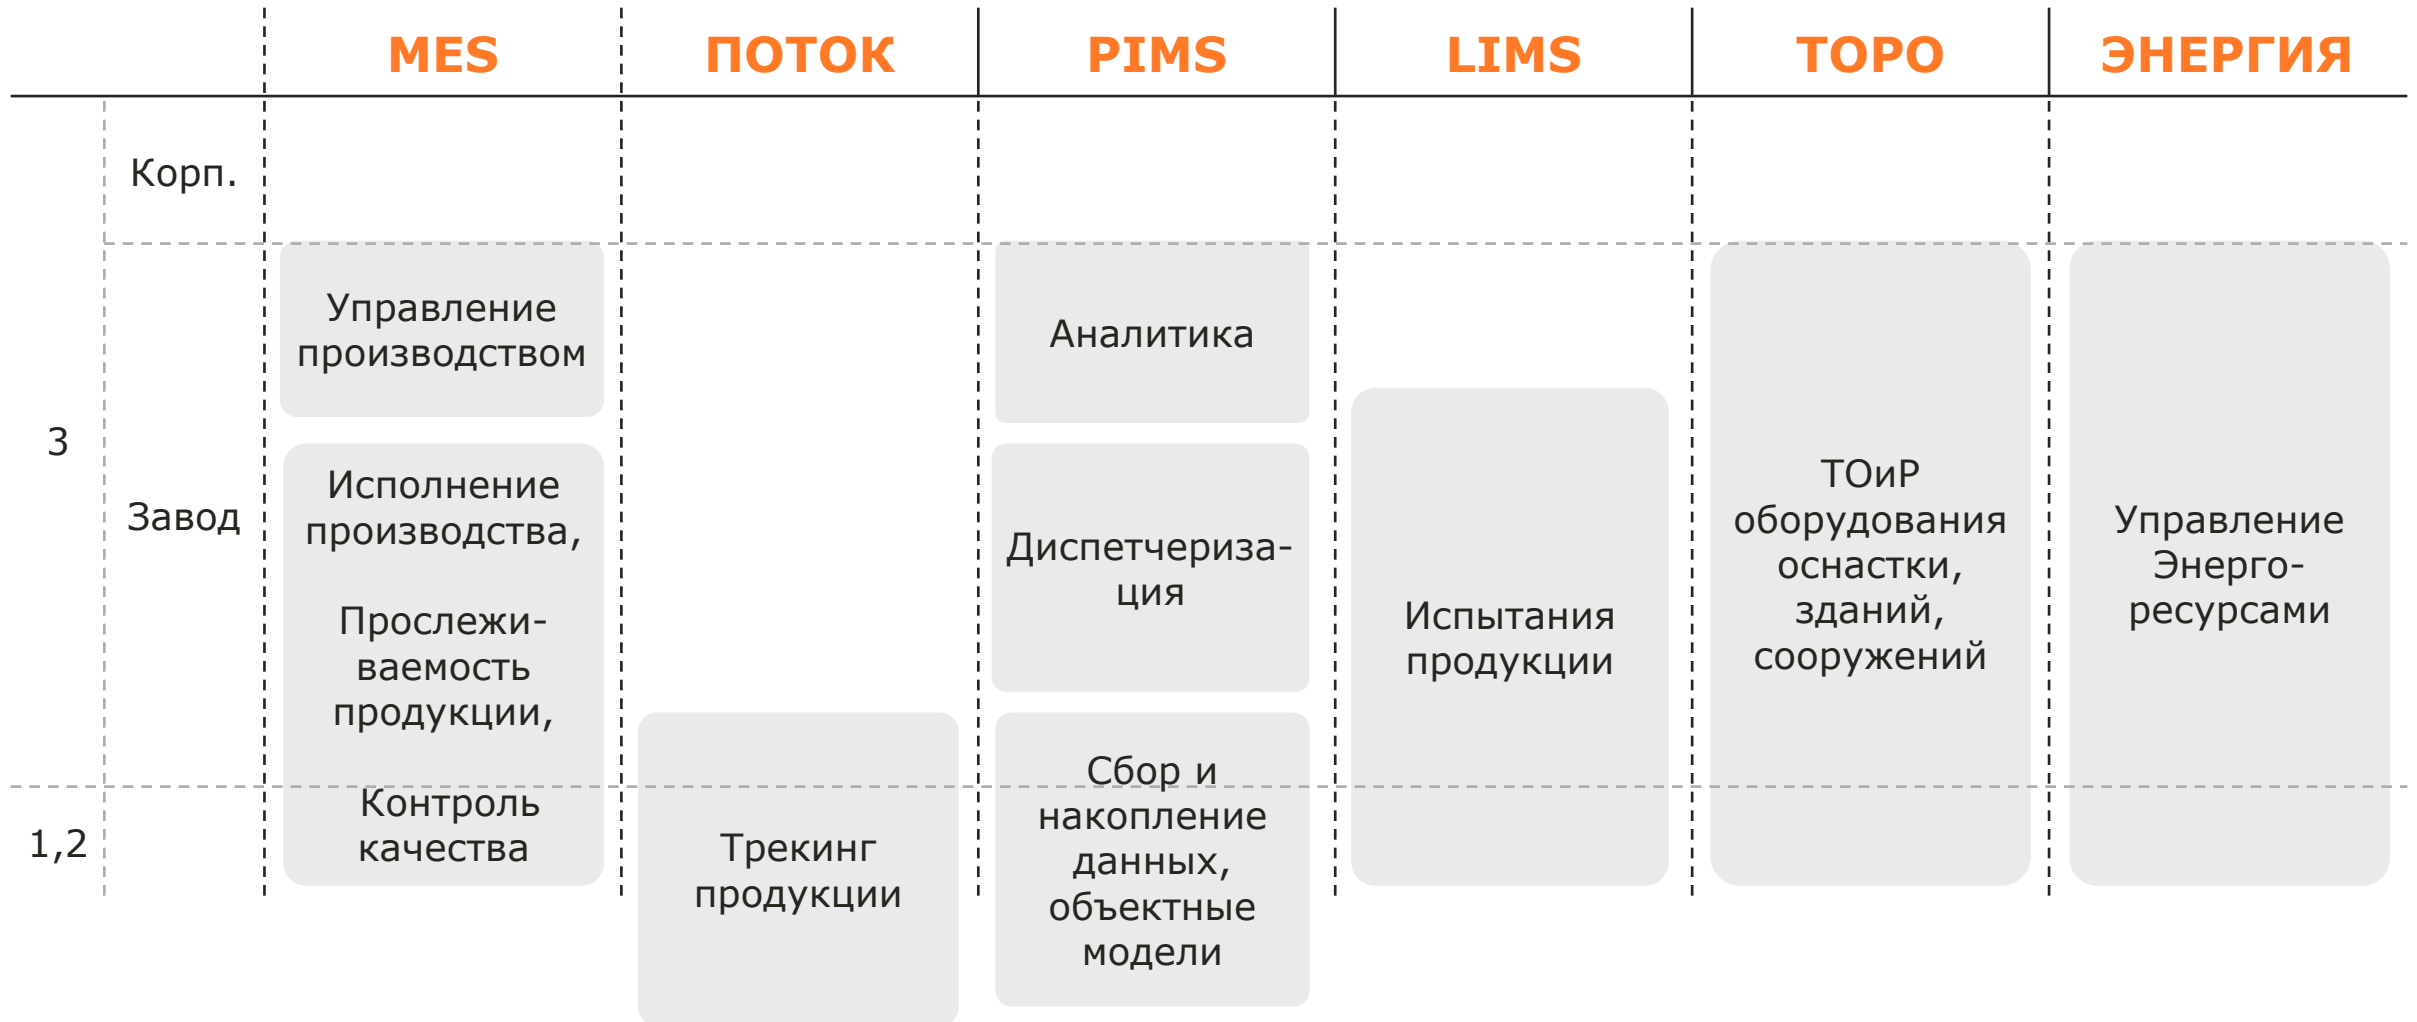 MES
ПОТОК
PIMS
LIMS
ТОРО
ЭНЕРГИЯ
Корп.
3
Завод
1,2
Управление
производством
Исполнение
производства,
Прослежи-
ваемость
продукции,
Контроль
качества
Трекинг
продукции
Аналитика
Диспетчериза-
ция
Сбор и
накопление
данных,
объектные
модели
Испытания
продукции
ТОиР
оборудования
оснастки,
зданий,
сооружений
Управление
Энерго-
ресурсами